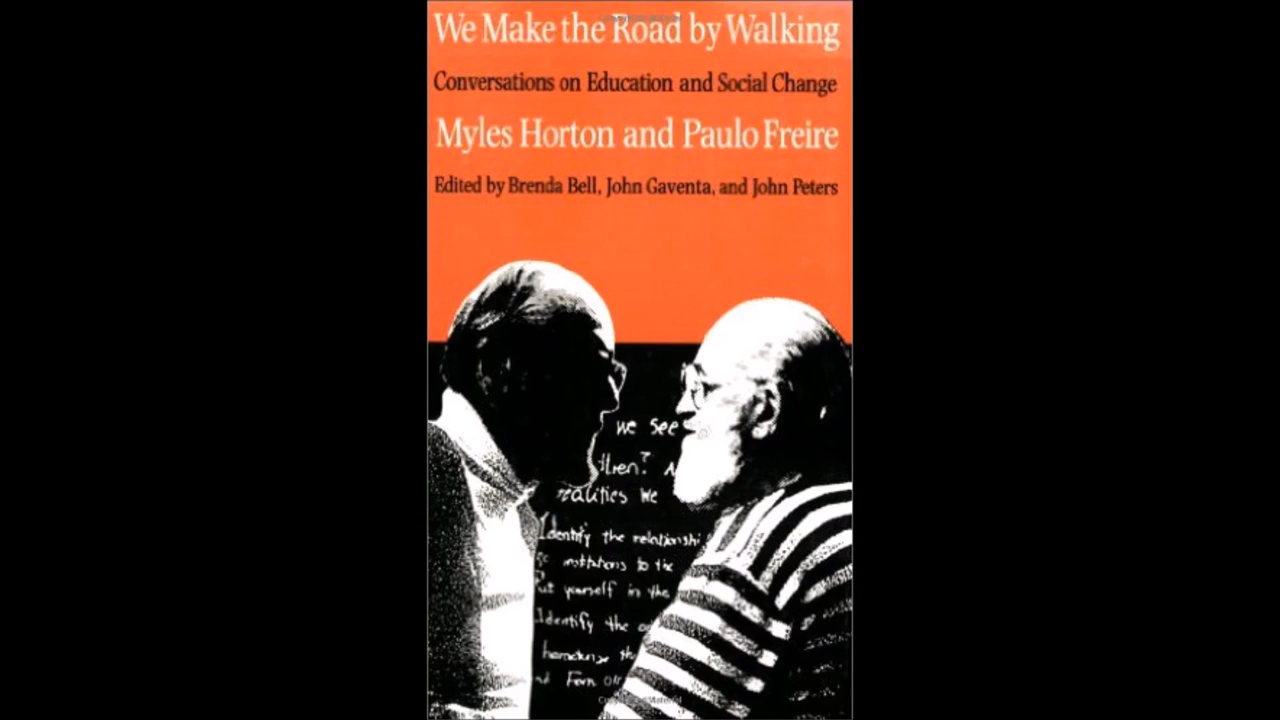 We Make the Road by Walking
Conversations on Education and Social Change
Myles Horton and Paulo Freire
Edited by Brenda Bell, John Gaventa, and John Peters
we see
realities we
Identify the relationshi
institutions to the
yourself in the
Identify the